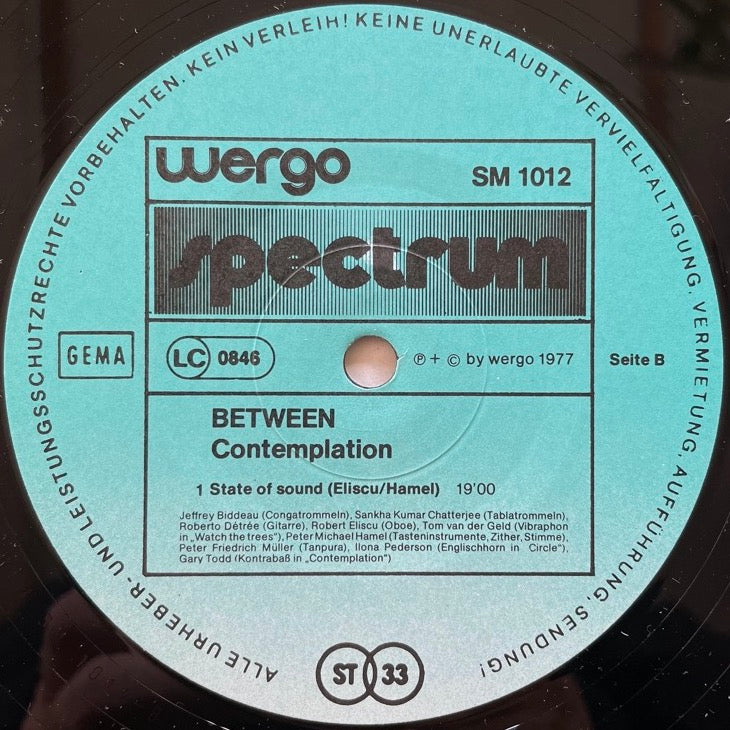 ALLE URHEBER- UND LEISTUNGSSCHUTZRECHTE VORBEHALTEN. KEIN VERLEIH! KEINE UNERLAUBTE VERVIELFÄLTIGUNG, VERMIETUNG, AUFFÜHRUNG, SENDUNG!
wergo
SM 1012
spectrum
GEMA
LC 0846
℗ + © by wergo 1977
Seite B
BETWEEN
Contemplation
1 State of sound (Eliscu/Hamel) 19'00
Jeffrey Biddeau (Congatrommeln), Sankha Kumar Chatterjee (Tablatrommeln),
Roberto Détrée (Gitarre), Robert Eliscu (Oboe), Tom van der Geld (Vibraphon
in „Watch the trees“), Peter Michael Hamel (Tasteninstrumente, Zither, Stimme),
Peter Friedrich Müller (Tanpura), Ilona Pederson (Englischhorn in Circle“),
Gary Todd (Kontrabaß in „Contemplation“)
ST 33